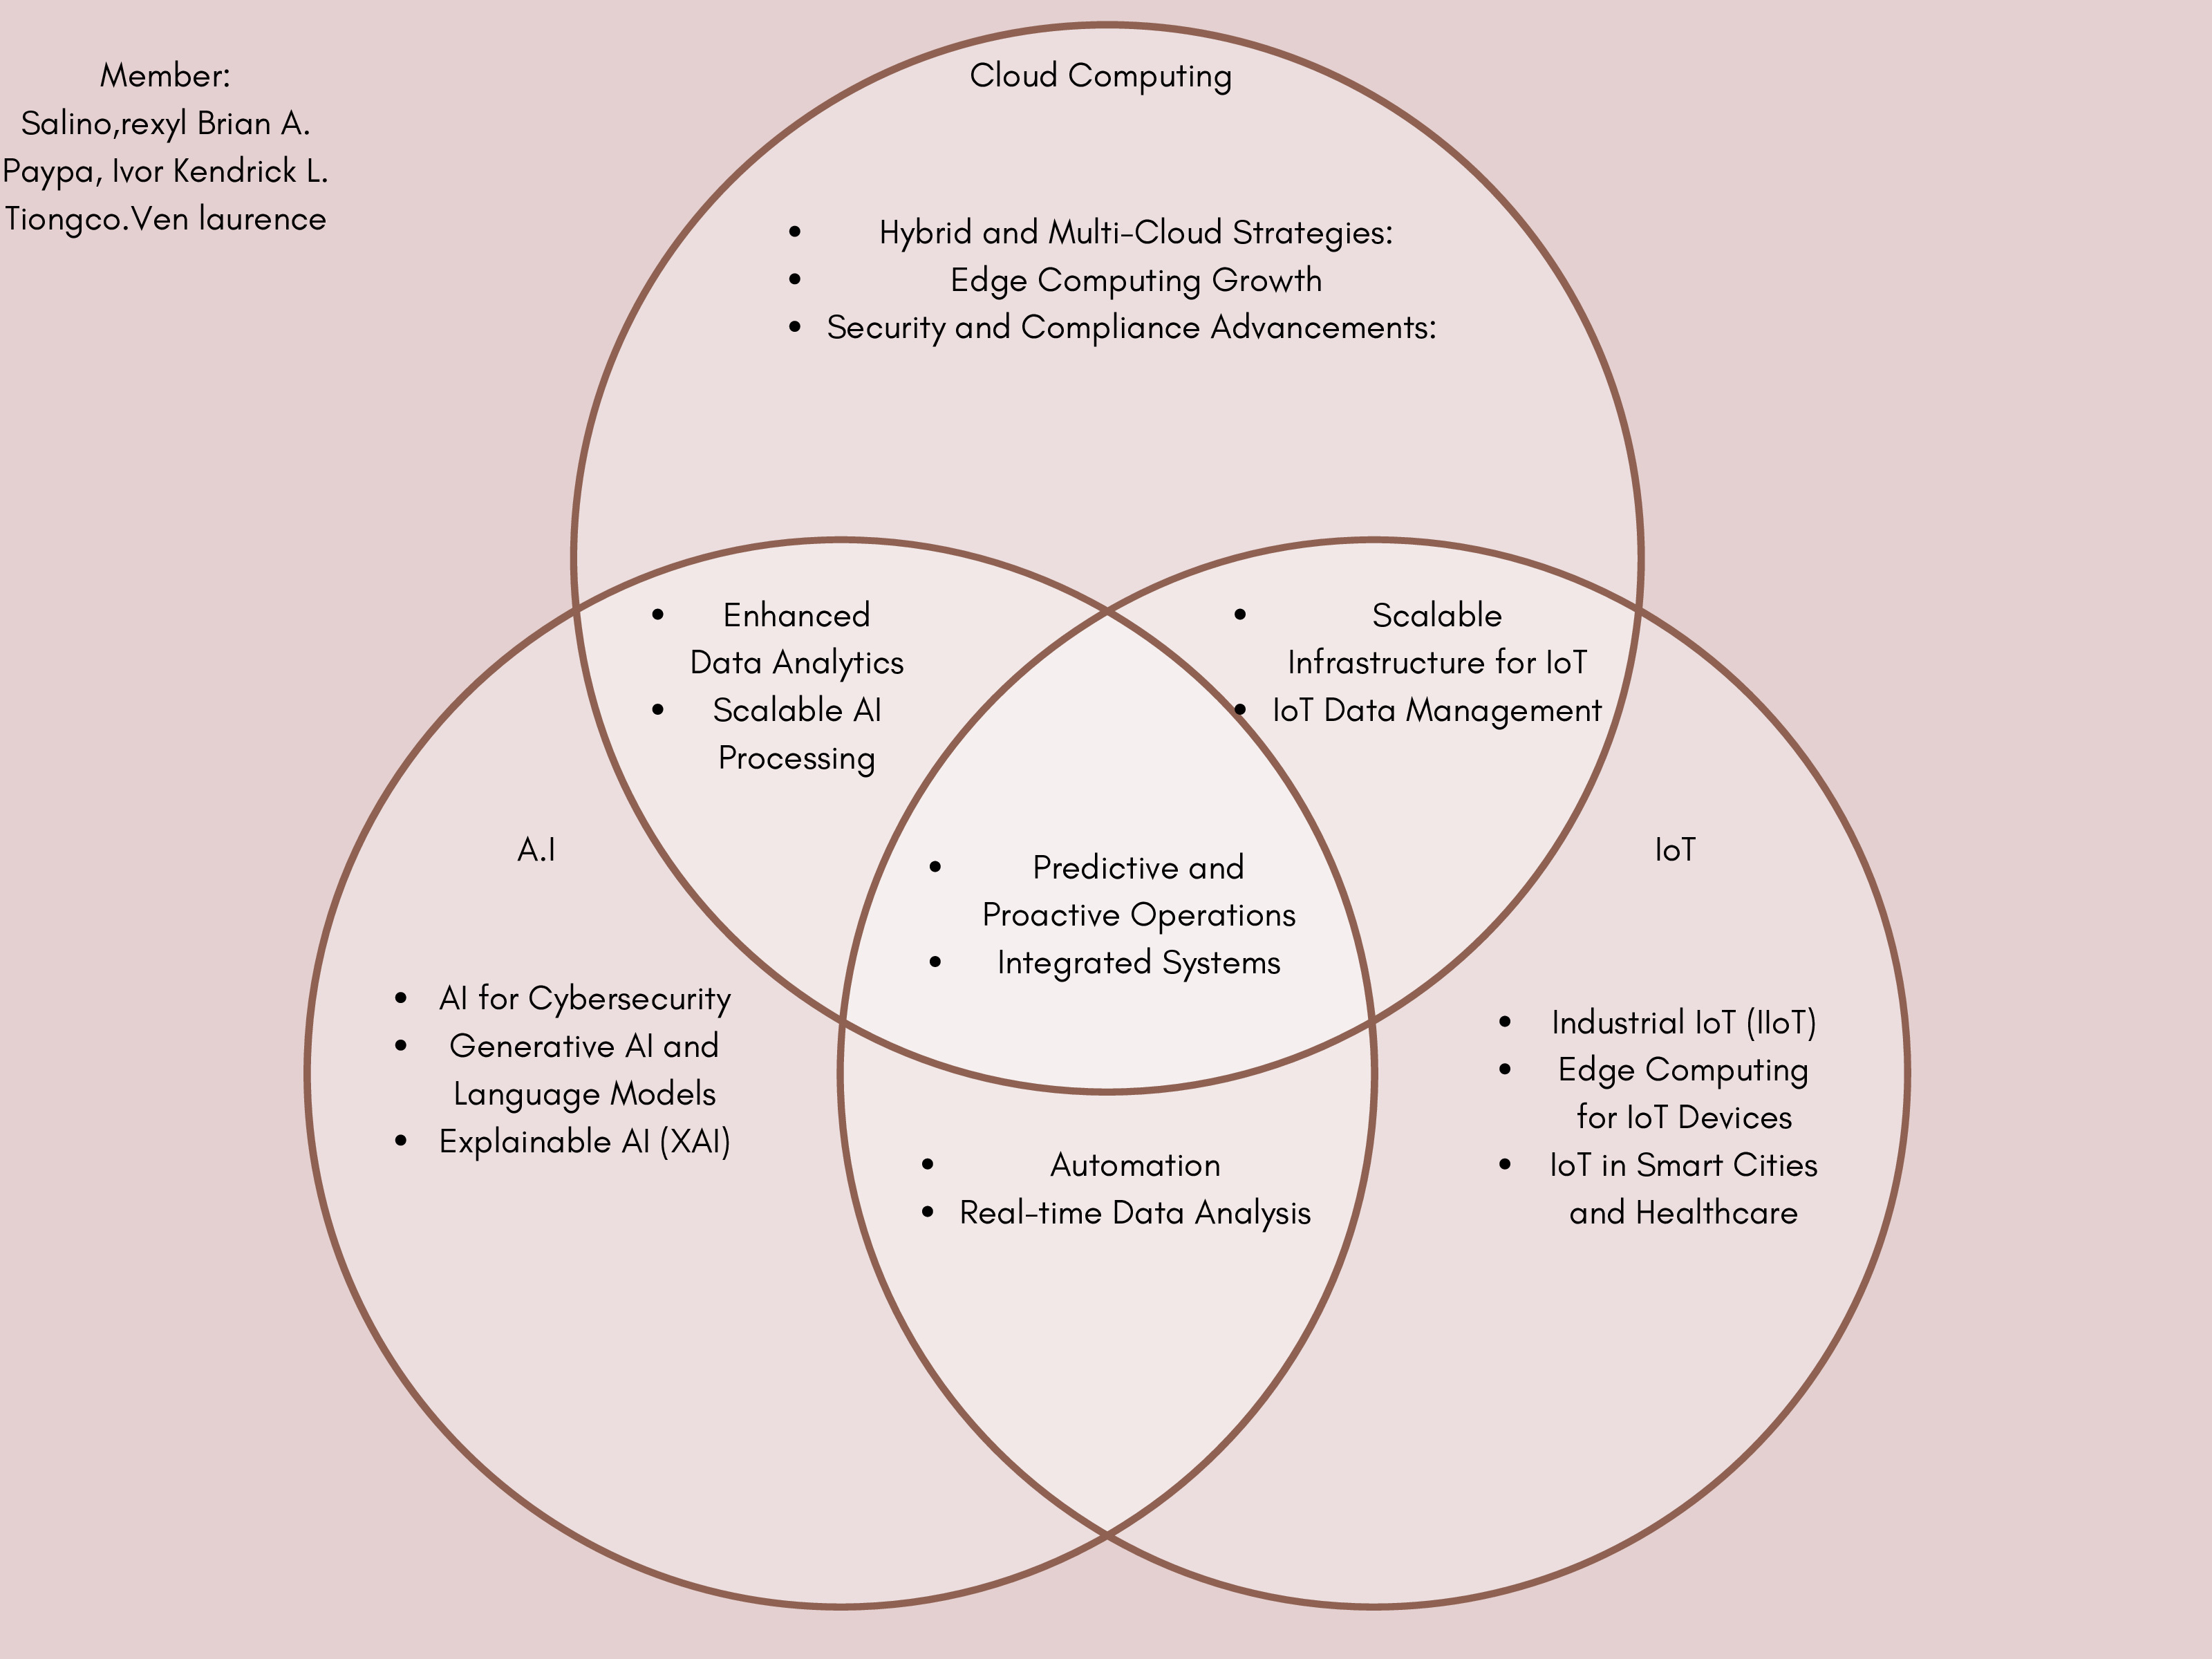 Member:
Salino,rexyl Brian A.
Paypa, Ivor Kendrick L.
Tiongco.Ven laurence
Cloud Computing
• Hybrid and Multi-Cloud Strategies:
• Edge Computing Growth
• Security and Compliance Advancements:
• Enhanced
Data Analytics
• Scalable AI
Processing
• Scalable
Infrastructure for IoT
• IoT Data Management
A.I
IoT
• Predictive and
Proactive Operations
• Integrated Systems
• AI for Cybersecurity
• Generative AI and
Language Models
• Explainable AI (XAI)
• Industrial IoT (IIoT)
• Edge Computing
for IoT Devices
• IoT in Smart Cities
and Healthcare
• Automation
• Real-time Data Analysis